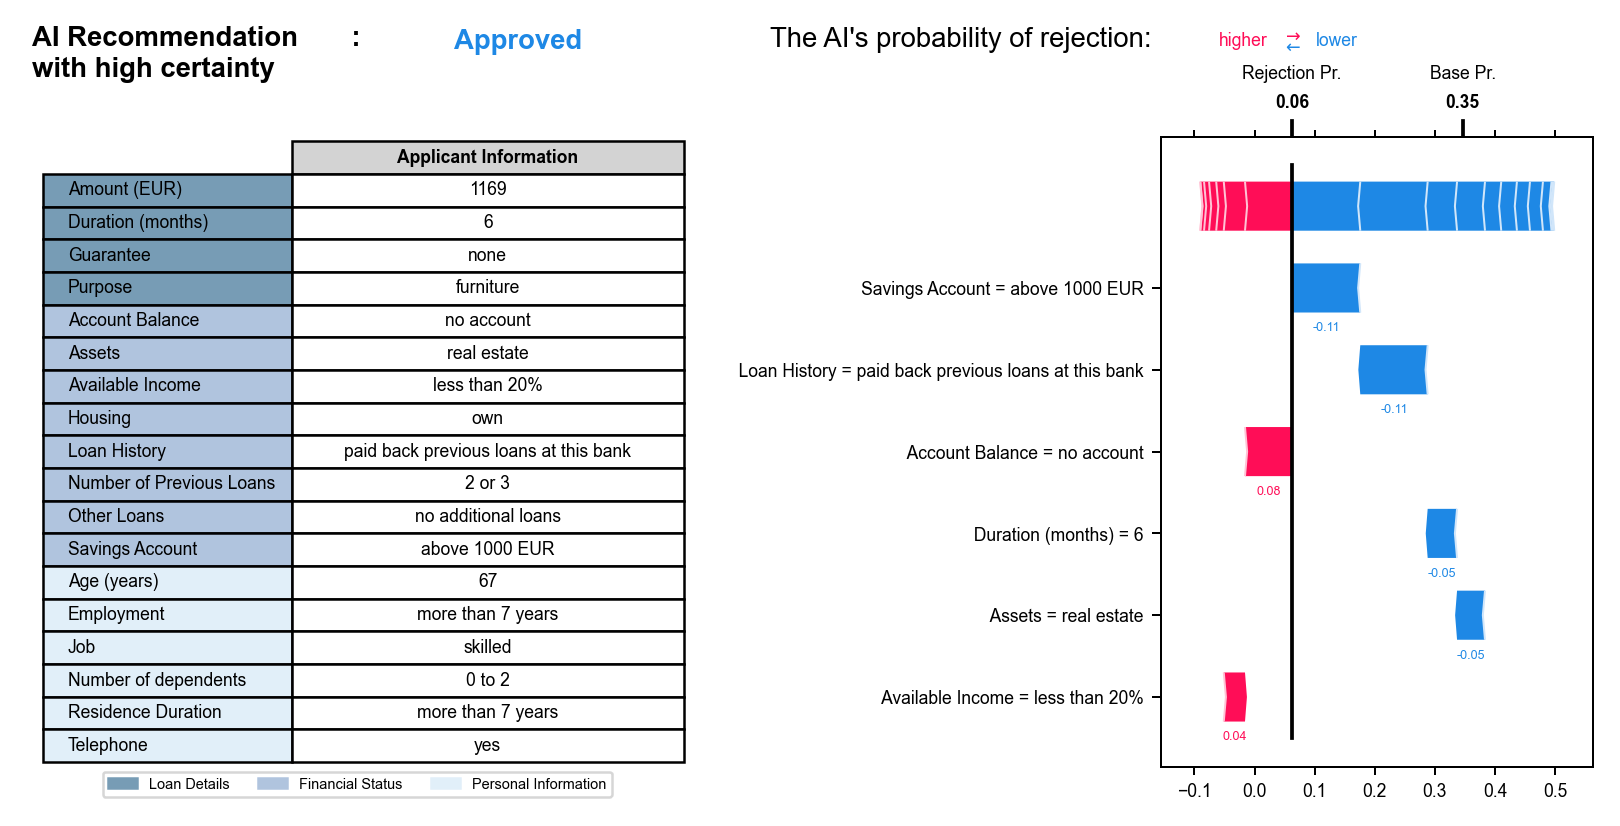 AI Recommendation : Approved
with high certainty
Applicant Information
Amount (EUR) 1169
Duration (months) 6
Guarantee none
Purpose furniture
Account Balance no account
Assets real estate
Available Income less than 20%
Housing own
Loan History paid back previous loans at this bank
Number of Previous Loans 2 or 3
Other Loans no additional loans
Savings Account above 1000 EUR
Age (years) 67
Employment more than 7 years
Job skilled
Number of dependents 0 to 2
Residence Duration more than 7 years
Telephone yes
Loan Details Financial Status Personal Information
The AI's probability of rejection: higher → ← lower
Rejection Pr. Base Pr.
0.06 0.35
Savings Account = above 1000 EUR
-0.11
Loan History = paid back previous loans at this bank
-0.11
Account Balance = no account
0.08
Duration (months) = 6
-0.05
Assets = real estate
-0.05
Available Income = less than 20%
0.04
−0.1 0.0 0.1 0.2 0.3 0.4 0.5